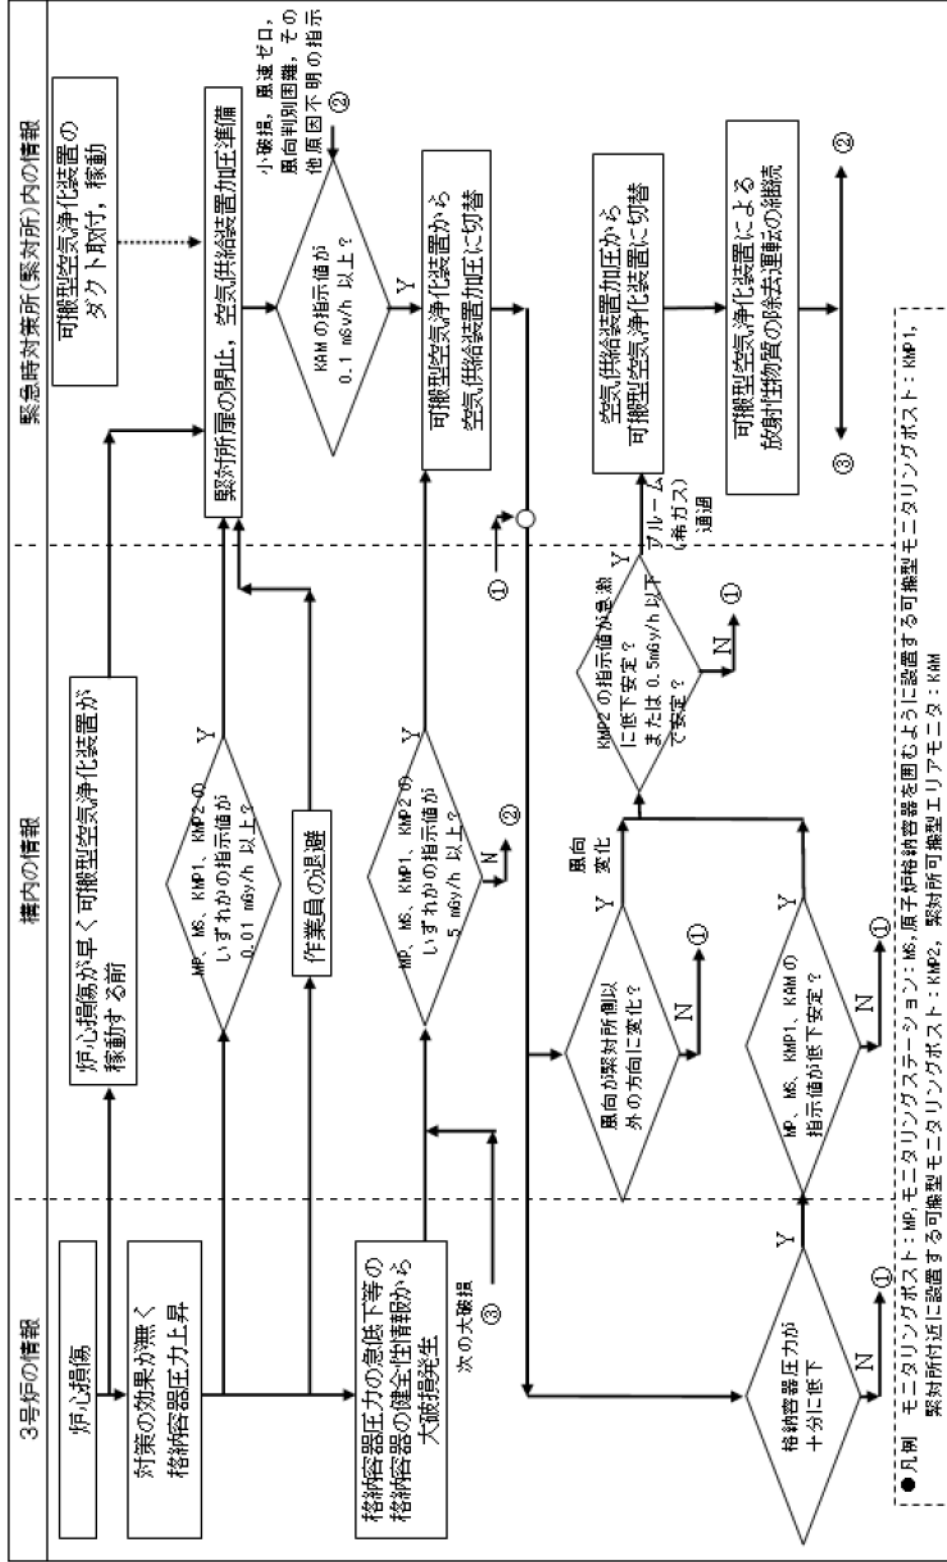 3号炉の情報
構内の情報
緊急時対策所(緊対所)内の情報
炉心損傷
対策の効果が無く
格納容器圧力上昇
格納容器圧力の急低下等の
格納容器の健全性情報から
大破損発生
次の大破損
③
格納容器圧力が
十分に低下
Y
N
①
炉心損傷が早く可搬型空気浄化装置が
稼動する前
MP、MS、KMP1、KMP2の
いずれかの指示値が
0.01 mGy/h 以上?
Y
作業員の退避
MP、MS、KMP1、KMP2の
いずれかの指示値が
5 mGy/h 以上?
Y
N
②
風向が緊対所側以
外の方向に変化?
Y
風向
変化
N
①
MP、MS、KMP1、KAMの
指示値が低下安定?
Y
N
①
KMP2 の指示値が急激
に低下安定?
または 0.5mGy/h 以下
で安定?
Y
N
①
プルーム
(希ガス)
通過
①
可搬型空気浄化装置の
ダクト取付,稼動
緊対所扉の閉止,空気供給装置加圧準備
小破損,風速ゼロ,
風向判別困難,その
他原因不明の指示
②
KAM の指示値が
0.1 mSv/h 以上?
Y
可搬型空気浄化装置から
空気供給装置加圧に切替
空気供給装置加圧から
可搬型空気浄化装置に切替
可搬型空気浄化装置による
放射性物質の除去運転の継続
③
②
●凡例 モニタリングポスト:MP,モニタリングステーション:MS,原子炉格納容器を囲むように設置する可搬型モニタリングポスト:KMP1,
緊対所付近に設置する可搬型モニタリングポスト:KMP2,緊対所可搬型エリアモニタ:KAM